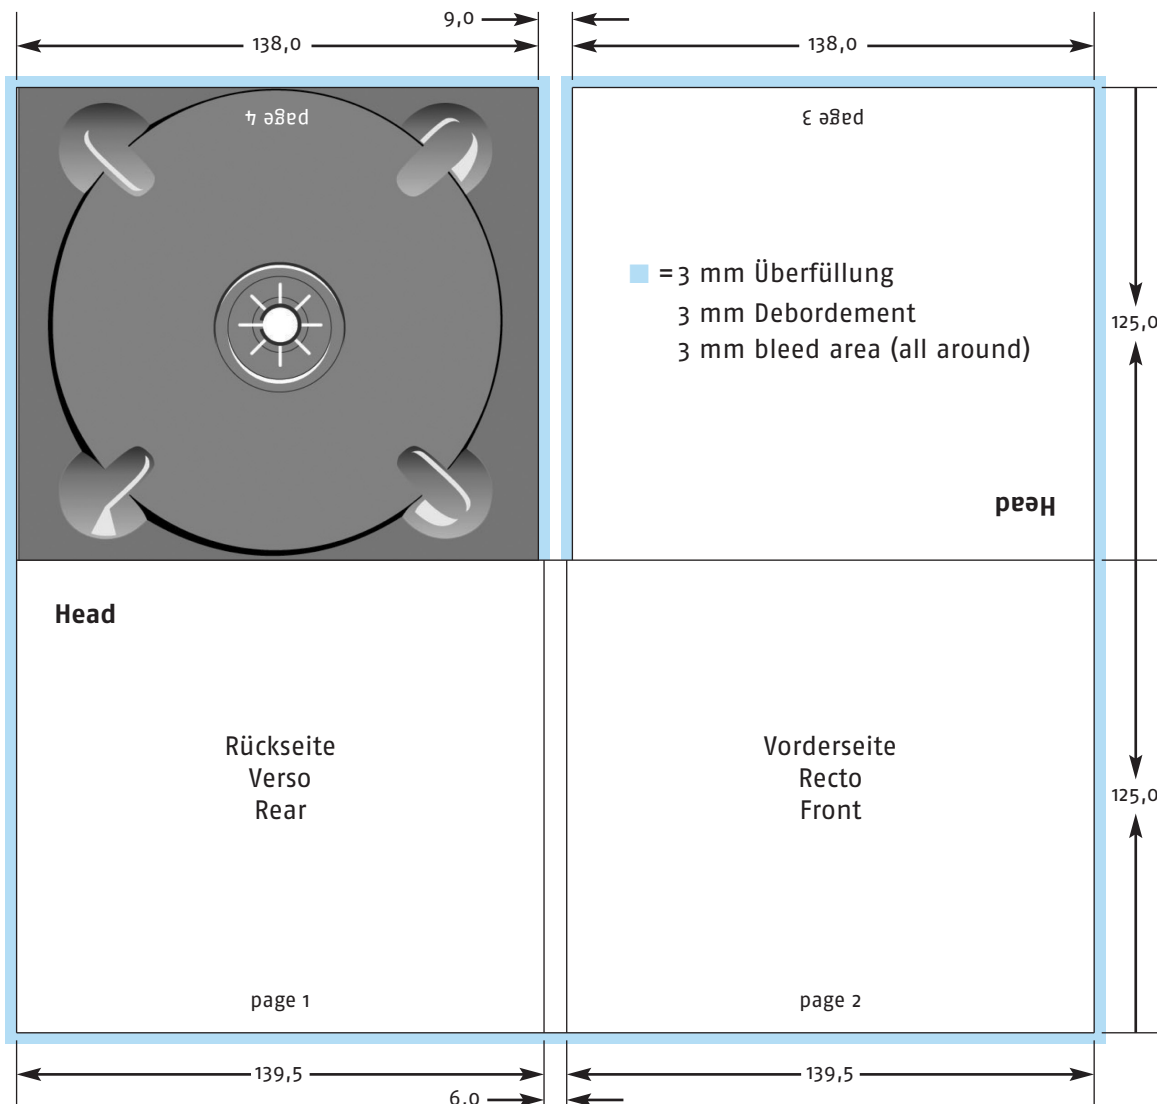 9,0
138,0
138,0
page 4
page 3
= 3 mm Überfüllung
3 mm Debordement
3 mm bleed area (all around)
125,0
Head
Head
Rückseite
Verso
Rear
Vorderseite
Recto
Front
125,0
page 1
page 2
139,5
139,5
6,0